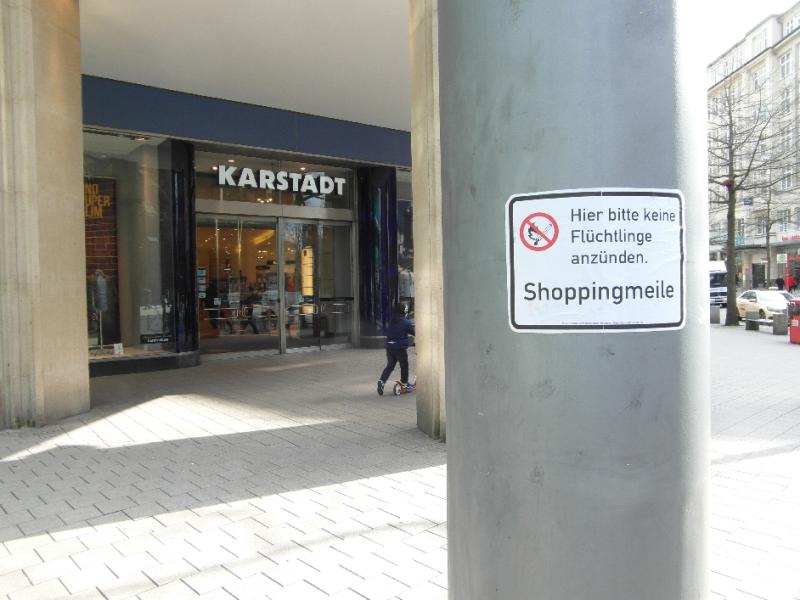 KARSTADT
Hier bitte keine
Flüchtlinge
anzünden.
Shoppingmeile